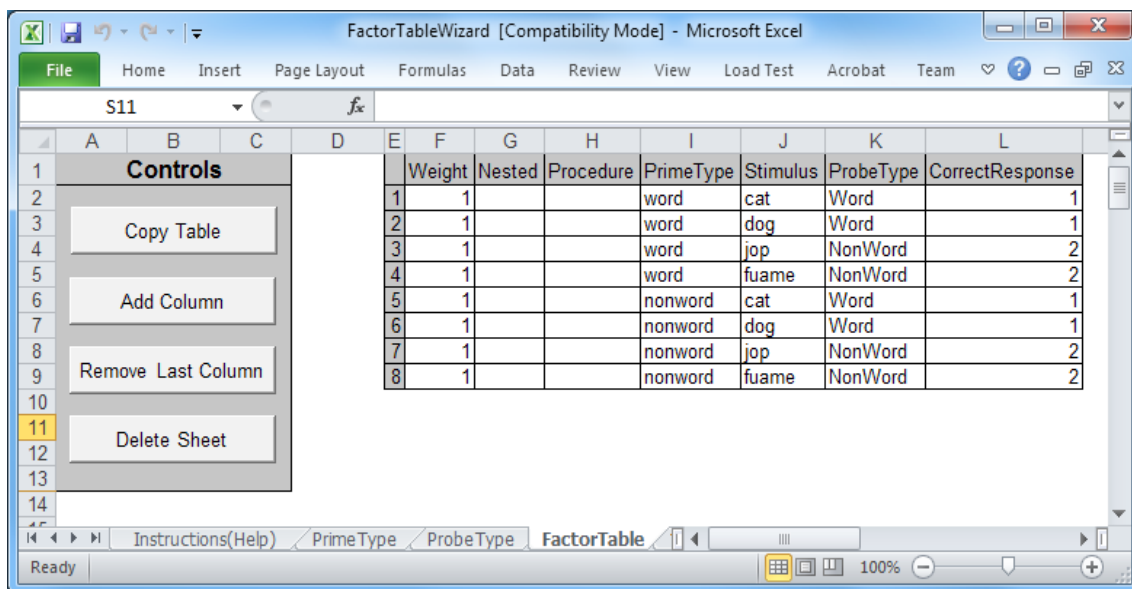 FactorTableWizard [Compatibility Mode] - Microsoft Excel
File Home Insert Page Layout Formulas Data Review View Load Test Acrobat Team
S11 fx
A B C D E F G H I J K L
1 Controls Weight Nested Procedure PrimeType Stimulus ProbeType CorrectResponse
2 1 1 word cat Word 1
3 Copy Table 2 1 word dog Word 1
4 3 1 word jop NonWord 2
5 4 1 word fuame NonWord 2
6 Add Column 5 1 nonword cat Word 1
7 6 1 nonword dog Word 1
8 7 1 nonword jop NonWord 2
9 Remove Last Column 8 1 nonword fuame NonWord 2
10
11
12 Delete Sheet
13
14
Instructions(Help) PrimeType ProbeType FactorTable
Ready 100%